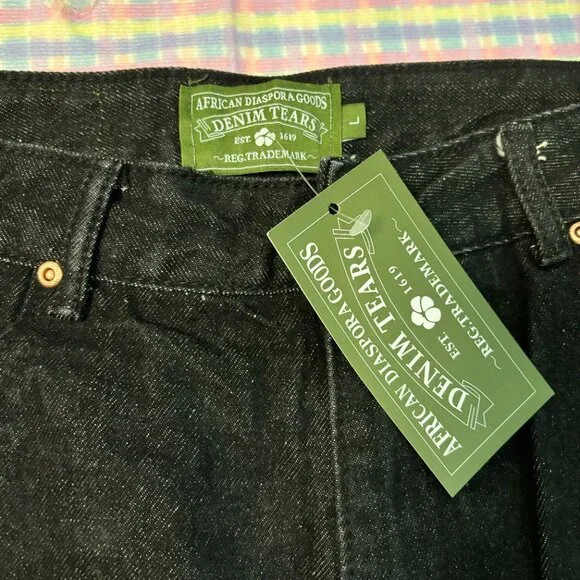 AFRICAN DIASPORA GOODS
DENIM TEARS
EST. 1619
~REG.TRADEMARK~
L
AFRICAN DIASPORA GOODS
DENIM TEARS
EST. 1619
~REG.TRADEMARK~